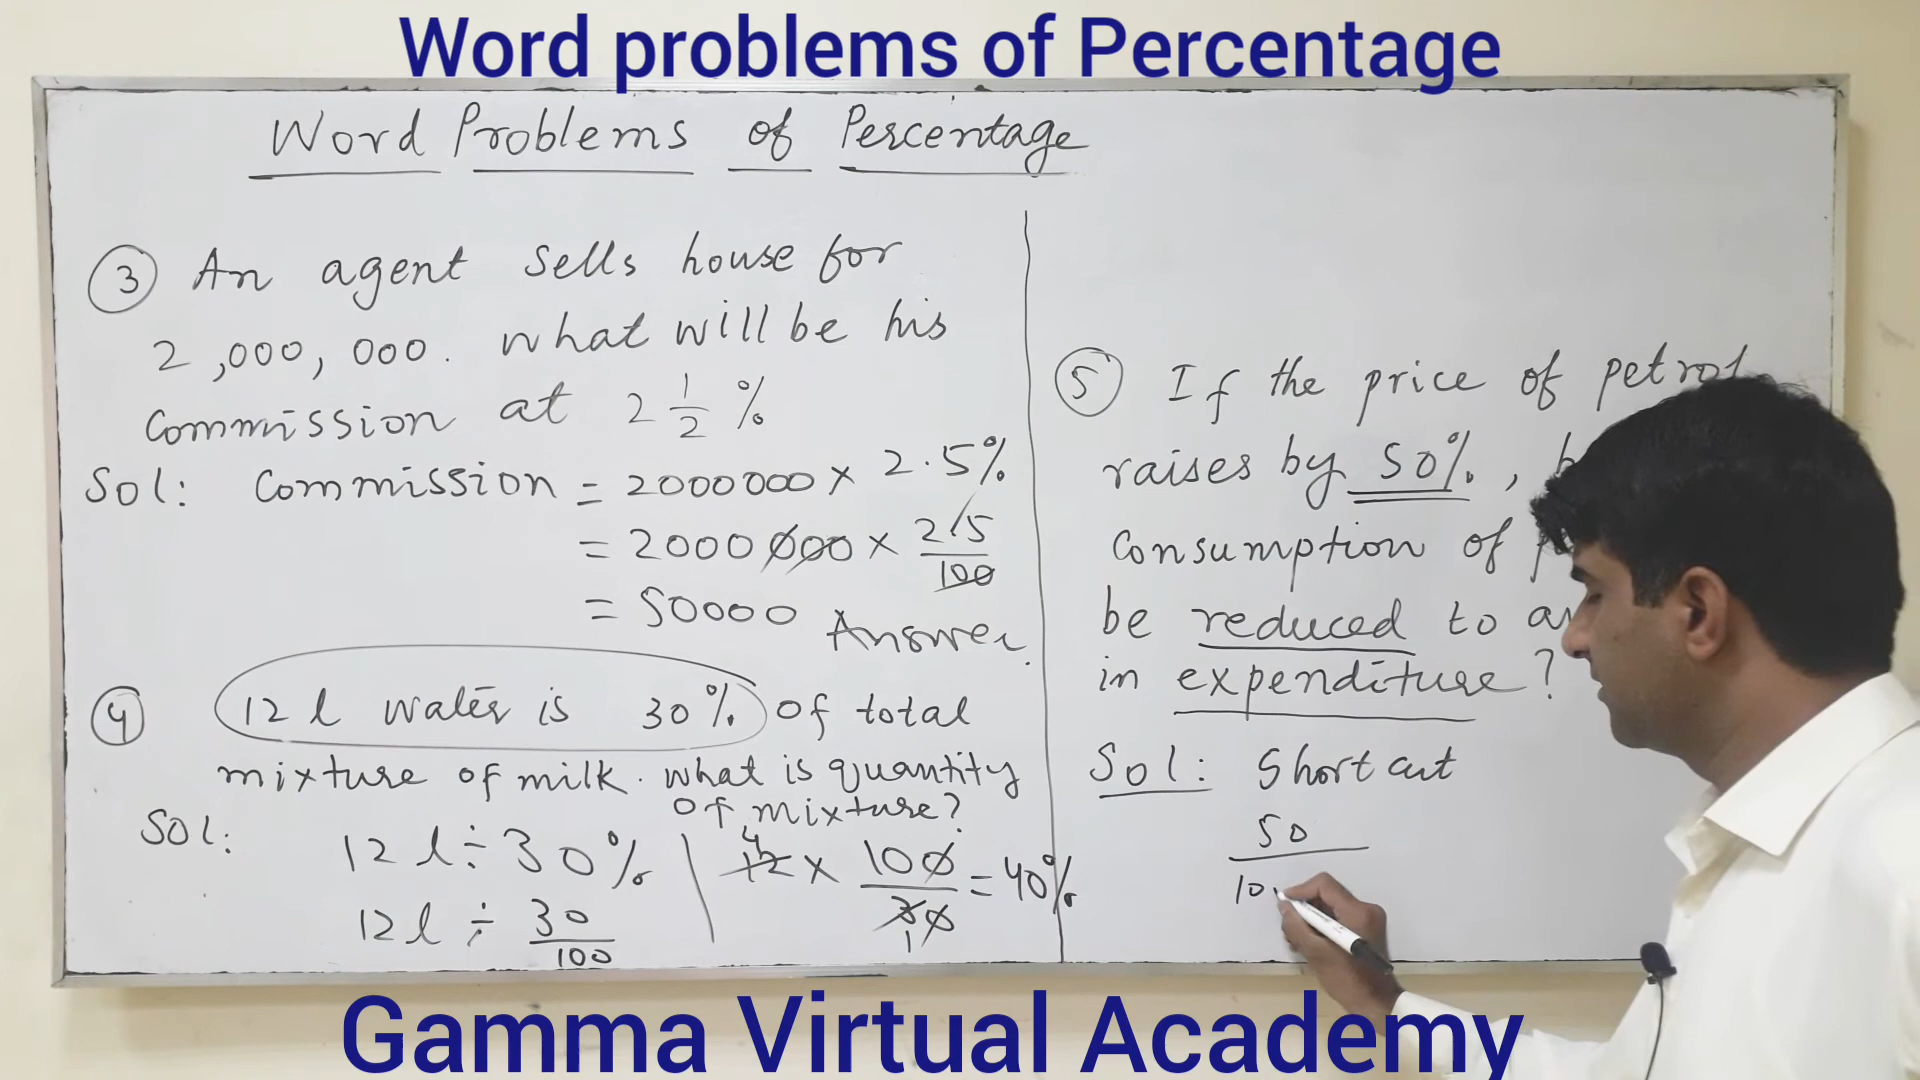 Word problems of Percentage
Word Problems of Percentage
3 An agent sells house for
2,000,000. what will be his
Commission at 2 1/2 %
Sol: Commission = 2000000 × 2.5%
= 2000000 × 2.5/100
= 50000 Answer.
4 12 l water is 30% of total
mixture of milk. what is quantity
of mixture?
Sol: 12 l ÷ 30%
12 l ÷ 30/100
12 4 × 100/30 1 = 40%
5 If the price of petrol
raises by 50%,
Consumption of
be reduced to
in expenditure?
Sol: Short cut
50
10
Gamma Virtual Academy